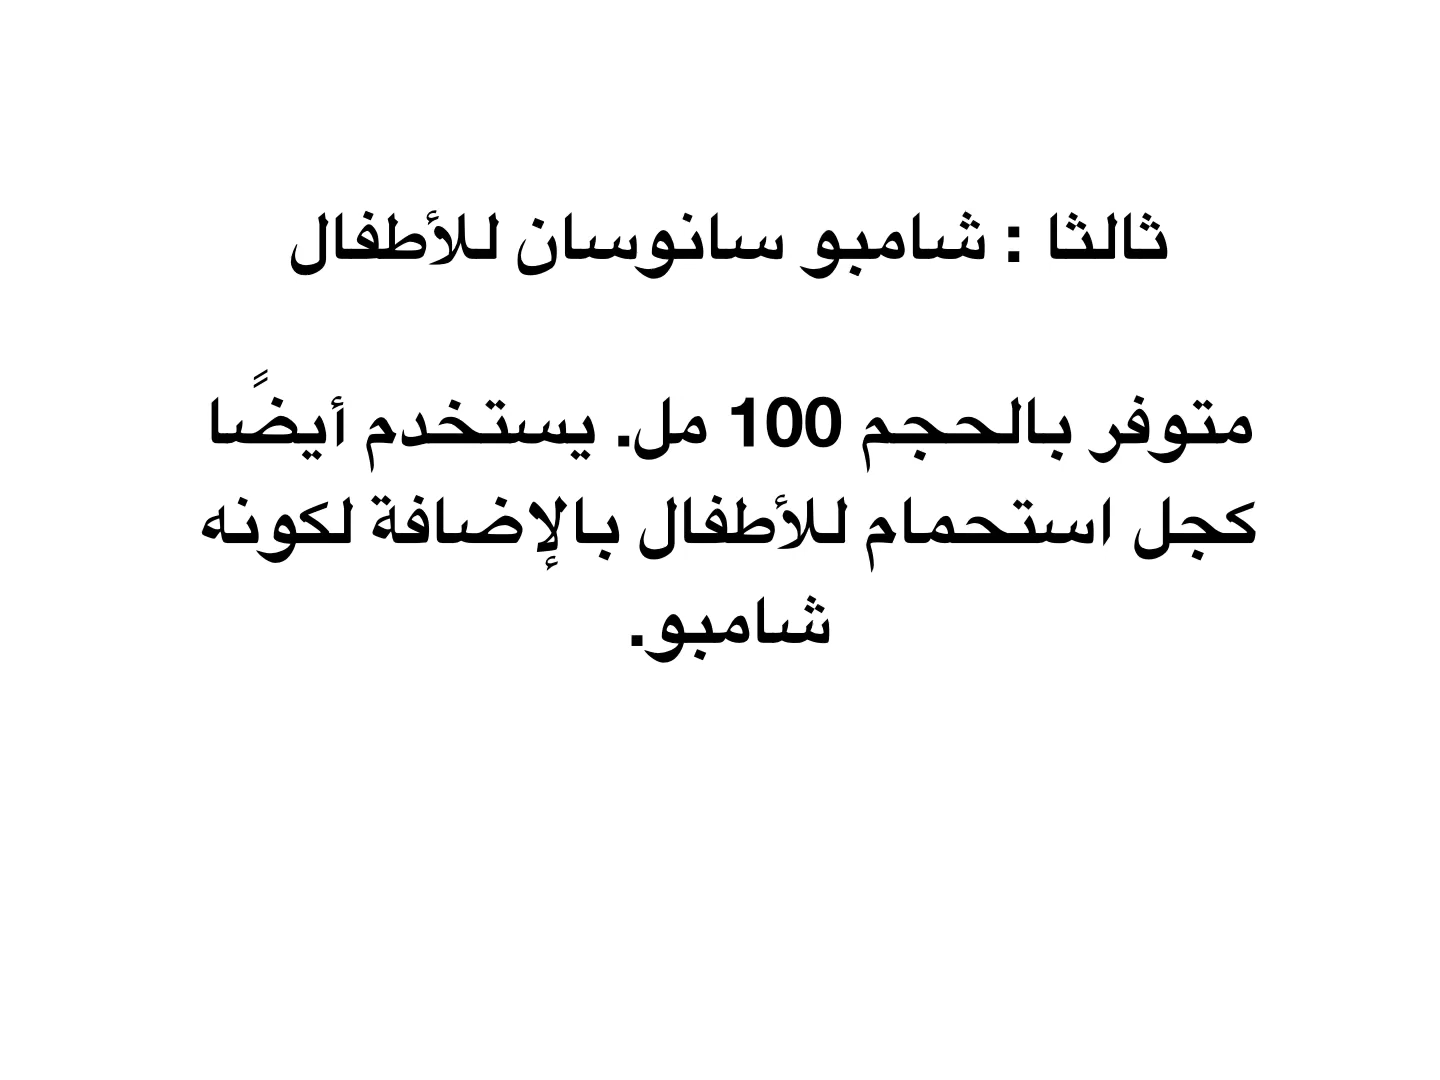 ثالثا : شامبو سانوسان للأطفال
متوفر بالحجم 100 مل. يستخدم أيضًا
كجل استحمام للأطفال بالإضافة لكونه
شامبو.